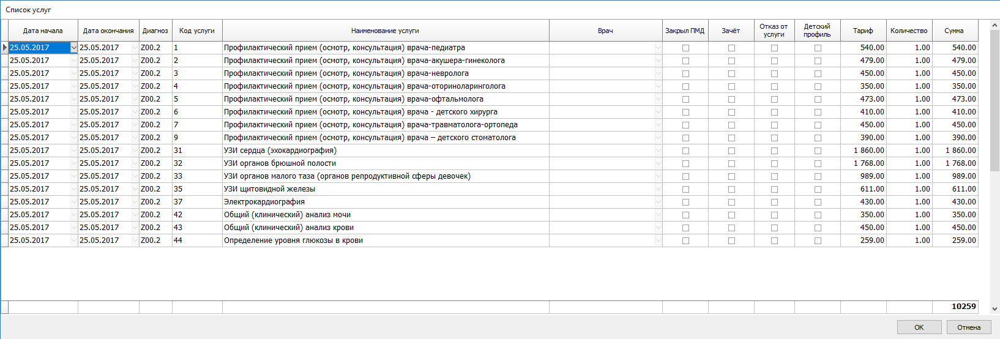 Список услуг
Дата начала Дата окончания Диагноз Код услуги Наименование услуги Врач Закрыл ПМД Зачёт Отказ от услуги Детский профиль Тариф Количество Сумма
25.05.2017 25.05.2017 Z00.2 1 Профилактический прием (осмотр, консультация) врача-педиатра 540.00 1.00 540.00
25.05.2017 25.05.2017 Z00.2 2 Профилактический прием (осмотр, консультация) врача-акушера-гинеколога 479.00 1.00 479.00
25.05.2017 25.05.2017 Z00.2 3 Профилактический прием (осмотр, консультация) врача-невролога 450.00 1.00 450.00
25.05.2017 25.05.2017 Z00.2 4 Профилактический прием (осмотр, консультация) врача-оториноларинголога 350.00 1.00 350.00
25.05.2017 25.05.2017 Z00.2 5 Профилактический прием (осмотр, консультация) врача-офтальмолога 473.00 1.00 473.00
25.05.2017 25.05.2017 Z00.2 6 Профилактический прием (осмотр, консультация) врача - детского хирурга 410.00 1.00 410.00
25.05.2017 25.05.2017 Z00.2 7 Профилактический прием (осмотр, консультация) врача-травматолога-ортопеда 450.00 1.00 450.00
25.05.2017 25.05.2017 Z00.2 9 Профилактический прием (осмотр, консультация) врача – детского стоматолога 390.00 1.00 390.00
25.05.2017 25.05.2017 Z00.2 31 УЗИ сердца (эхокардиография) 1 860.00 1.00 1 860.00
25.05.2017 25.05.2017 Z00.2 32 УЗИ органов брюшной полости 1 768.00 1.00 1 768.00
25.05.2017 25.05.2017 Z00.2 33 УЗИ органов малого таза (органов репродуктивной сферы девочек) 989.00 1.00 989.00
25.05.2017 25.05.2017 Z00.2 35 УЗИ щитовидной железы 611.00 1.00 611.00
25.05.2017 25.05.2017 Z00.2 37 Электрокардиография 430.00 1.00 430.00
25.05.2017 25.05.2017 Z00.2 42 Общий (клинический) анализ мочи 350.00 1.00 350.00
25.05.2017 25.05.2017 Z00.2 43 Общий (клинический) анализ крови 450.00 1.00 450.00
25.05.2017 25.05.2017 Z00.2 44 Определение уровня глюкозы в крови 259.00 1.00 259.00
10259
ОК Отмена